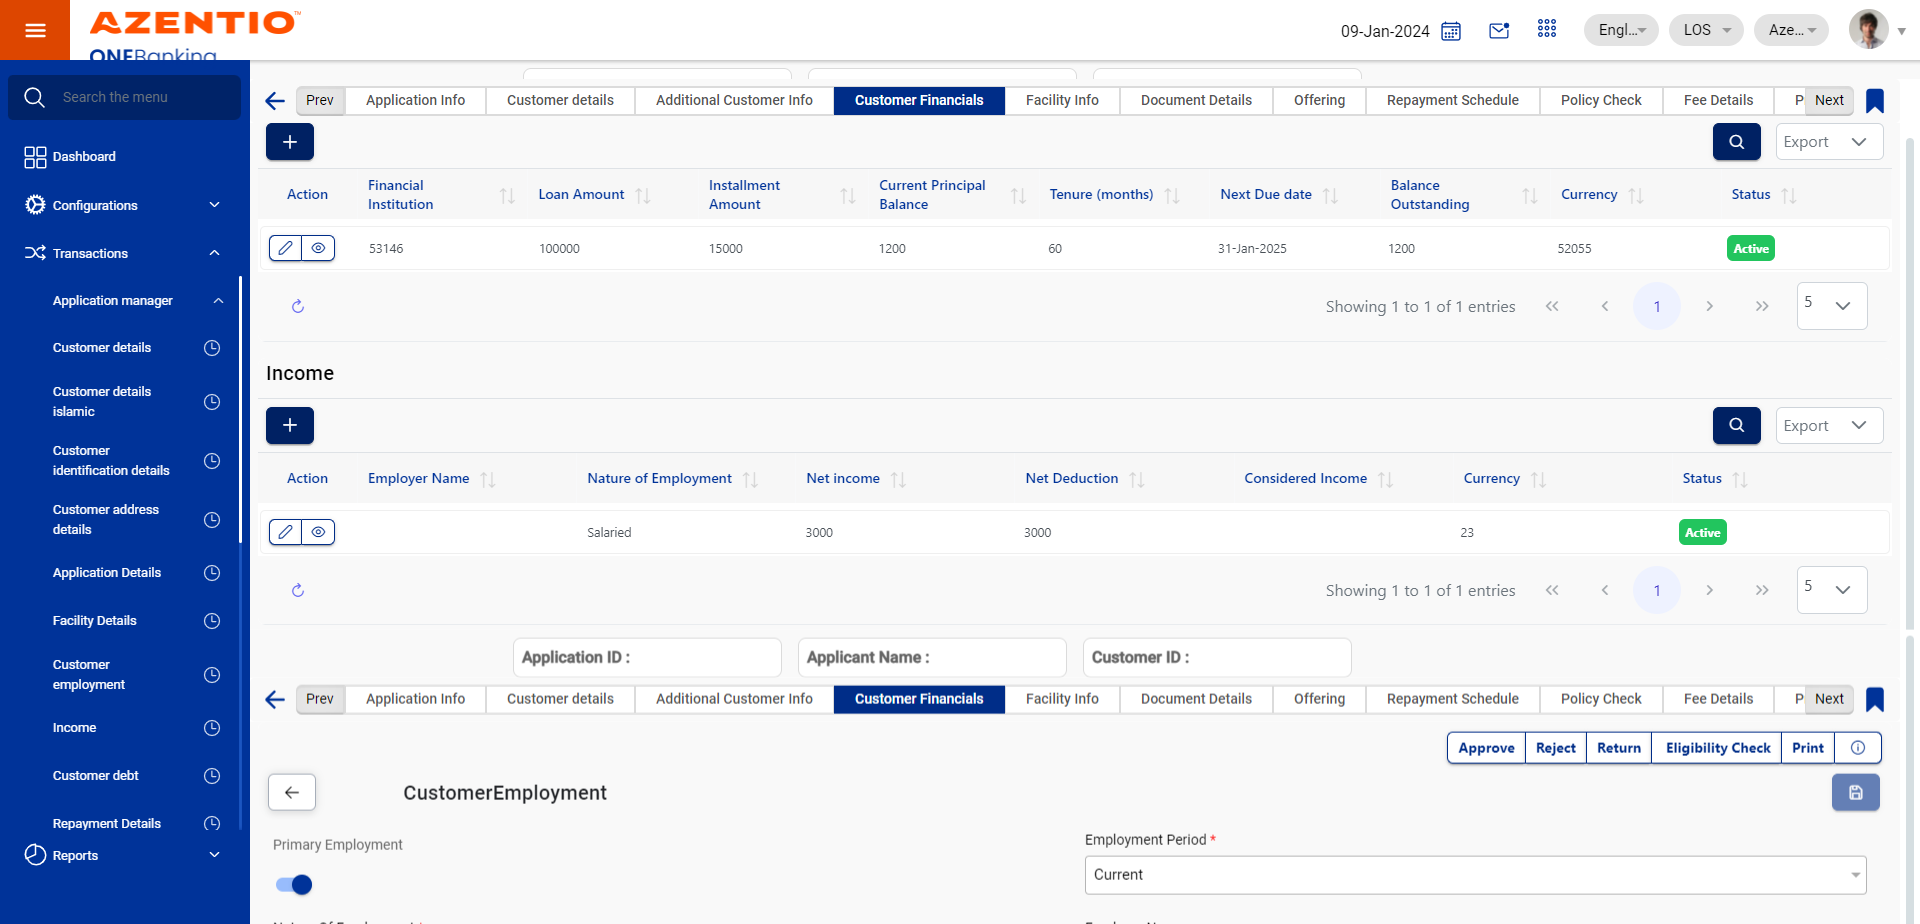 AZENTIO™
ONEBanking
09-Jan-2024
Engl...
LOS
Aze...
Search the menu
Dashboard
Configurations
Transactions
Application manager
Customer details
Customer details
islamic
Customer
identification details
Customer address
details
Application Details
Facility Details
Customer
employment
Income
Customer debt
Repayment Details
Reports
Prev
Application Info
Customer details
Additional Customer Info
Customer Financials
Facility Info
Document Details
Offering
Repayment Schedule
Policy Check
Fee Details
P
Next
Export
Action
Financial
Institution
Loan Amount
Installment
Amount
Current Principal
Balance
Tenure (months)
Next Due date
Balance
Outstanding
Currency
Status
53146
100000
15000
1200
60
31-Jan-2025
1200
52055
Active
Showing 1 to 1 of 1 entries
1
5
Income
Export
Action
Employer Name
Nature of Employment
Net income
Net Deduction
Considered Income
Currency
Status
Salaried
3000
3000
23
Active
Showing 1 to 1 of 1 entries
1
5
Application ID :
Applicant Name :
Customer ID :
Prev
Application Info
Customer details
Additional Customer Info
Customer Financials
Facility Info
Document Details
Offering
Repayment Schedule
Policy Check
Fee Details
P
Next
Approve
Reject
Return
Eligibility Check
Print
CustomerEmployment
Primary Employment
Employment Period *
Current